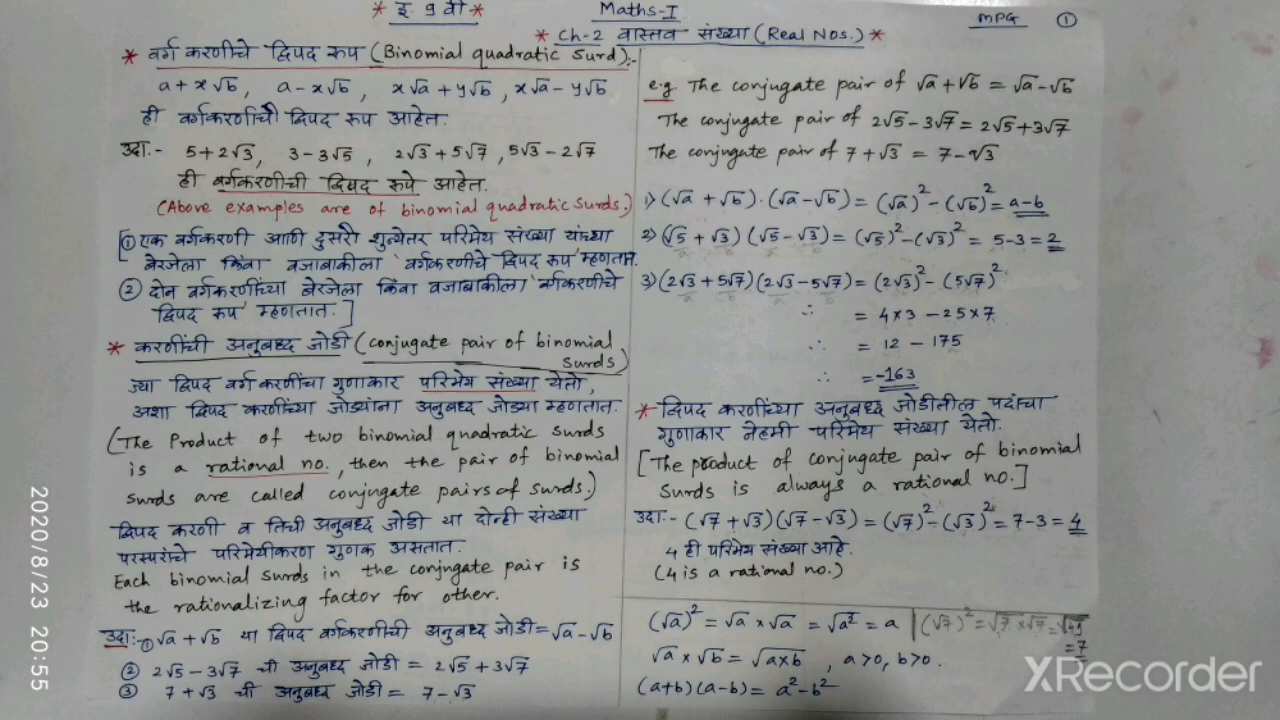 * इ. 9 वी *
Maths-I
MPG ①
* Ch-2 वास्तव संख्या (Real Nos.) *
* वर्ग करणीचे द्विपद रुप (Binomial quadratic surd):-
a+x√b, a-x√b, x√a+y√b, x√a-y√b
ही वर्गकरणीची द्विपद रुप आहेत.
उदा.- 5+2√3, 3-3√5, 2√3+5√7, 5√3-2√7
ही वर्गकरणीची द्विपद रुपे आहेत.
(Above examples are of binomial quadratic surds.)
[① एक वर्गकरणी आणि दुसरी शून्येतर परिमेय संख्या यांच्या
बेरजेला किंवा वजाबाकीला 'वर्गकरणीचे द्विपद रूप' म्हणतात.
② दोन वर्गकरणींच्या बेरजेला किंवा वजाबाकीला 'वर्गकरणीचे
द्विपद रुप' म्हणतात.]
* करणींची अनुबध्द जोडी (conjugate pair of binomial
surds)
ज्या द्विपद वर्ग करणींचा गुणाकार परिमेय संख्या येतो,
अशा द्विपद करणींच्या जोड्यांना अनुबध्द जोड्या म्हणतात.
(The Product of two binomial quadratic surds
is a rational no., then the pair of binomial
surds are called conjugate pairs of surds.)
द्विपद करणी व तिची अनुबध्द जोडी या दोन्ही संख्या
परस्परांचे परिमेयीकरण गुणक असतात.
Each binomial surds in the conjugate pair is
the rationalizing factor for other.
उदा:- ① √a+√b या द्विपद वर्गकरणीची अनुबध्द जोडी = √a-√b
② 2√5-3√7 ची अनुबध्द जोडी = 2√5+3√7
③ 7+√3 ची अनुबध्द जोडी = 7-√3
e.g. The conjugate pair of √a+√b = √a-√b
The conjugate pair of 2√5-3√7 = 2√5+3√7
The conjugate pair of 7+√3 = 7-√3
1) (√a+√b).(√a-√b) = (√a)² - (√b)² = a-b
2) (√5+√3)(√5-√3) = (√5)²-(√3)² = 5-3 = 2
3) (2√3+5√7)(2√3-5√7) = (2√3)² - (5√7)²
∴ = 4×3 - 25×7
∴ = 12 - 175
∴ = -163
* द्विपद करणींच्या अनुबध्द जोडीतील पदांचा
गुणाकार नेहमी परिमेय संख्या येतो.
[The product of conjugate pair of binomial
surds is always a rational no.]
उदा:- (√7+√3)(√7-√3) = (√7)²-(√3)² = 7-3 = 4
4 ही परिमेय संख्या आहे.
(4 is a rational no.)
(√a)² = √a × √a = √a² = a | (√7)² = √7 × √7 = √49
= 7
√a × √b = √a×b , a>0, b>0.
(a+b)(a-b) = a²-b²
2020/8/23 20:55
XRecorder